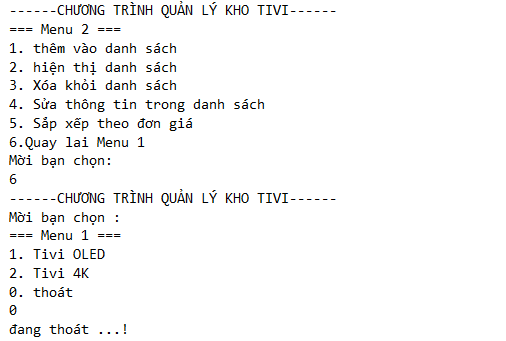 ------CHƯƠNG TRÌNH QUẢN LÝ KHO TIVI------
=== Menu 2 ===
1. thêm vào danh sách
2. hiện thị danh sách
3. Xóa khỏi danh sách
4. Sửa thông tin trong danh sách
5. Sắp xếp theo đơn giá
6.Quay lai Menu 1
Mời bạn chọn:
6
------CHƯƠNG TRÌNH QUẢN LÝ KHO TIVI------
Mời bạn chọn :
=== Menu 1 ===
1. Tivi OLED
2. Tivi 4K
0. thoát
0
đang thoát ...!